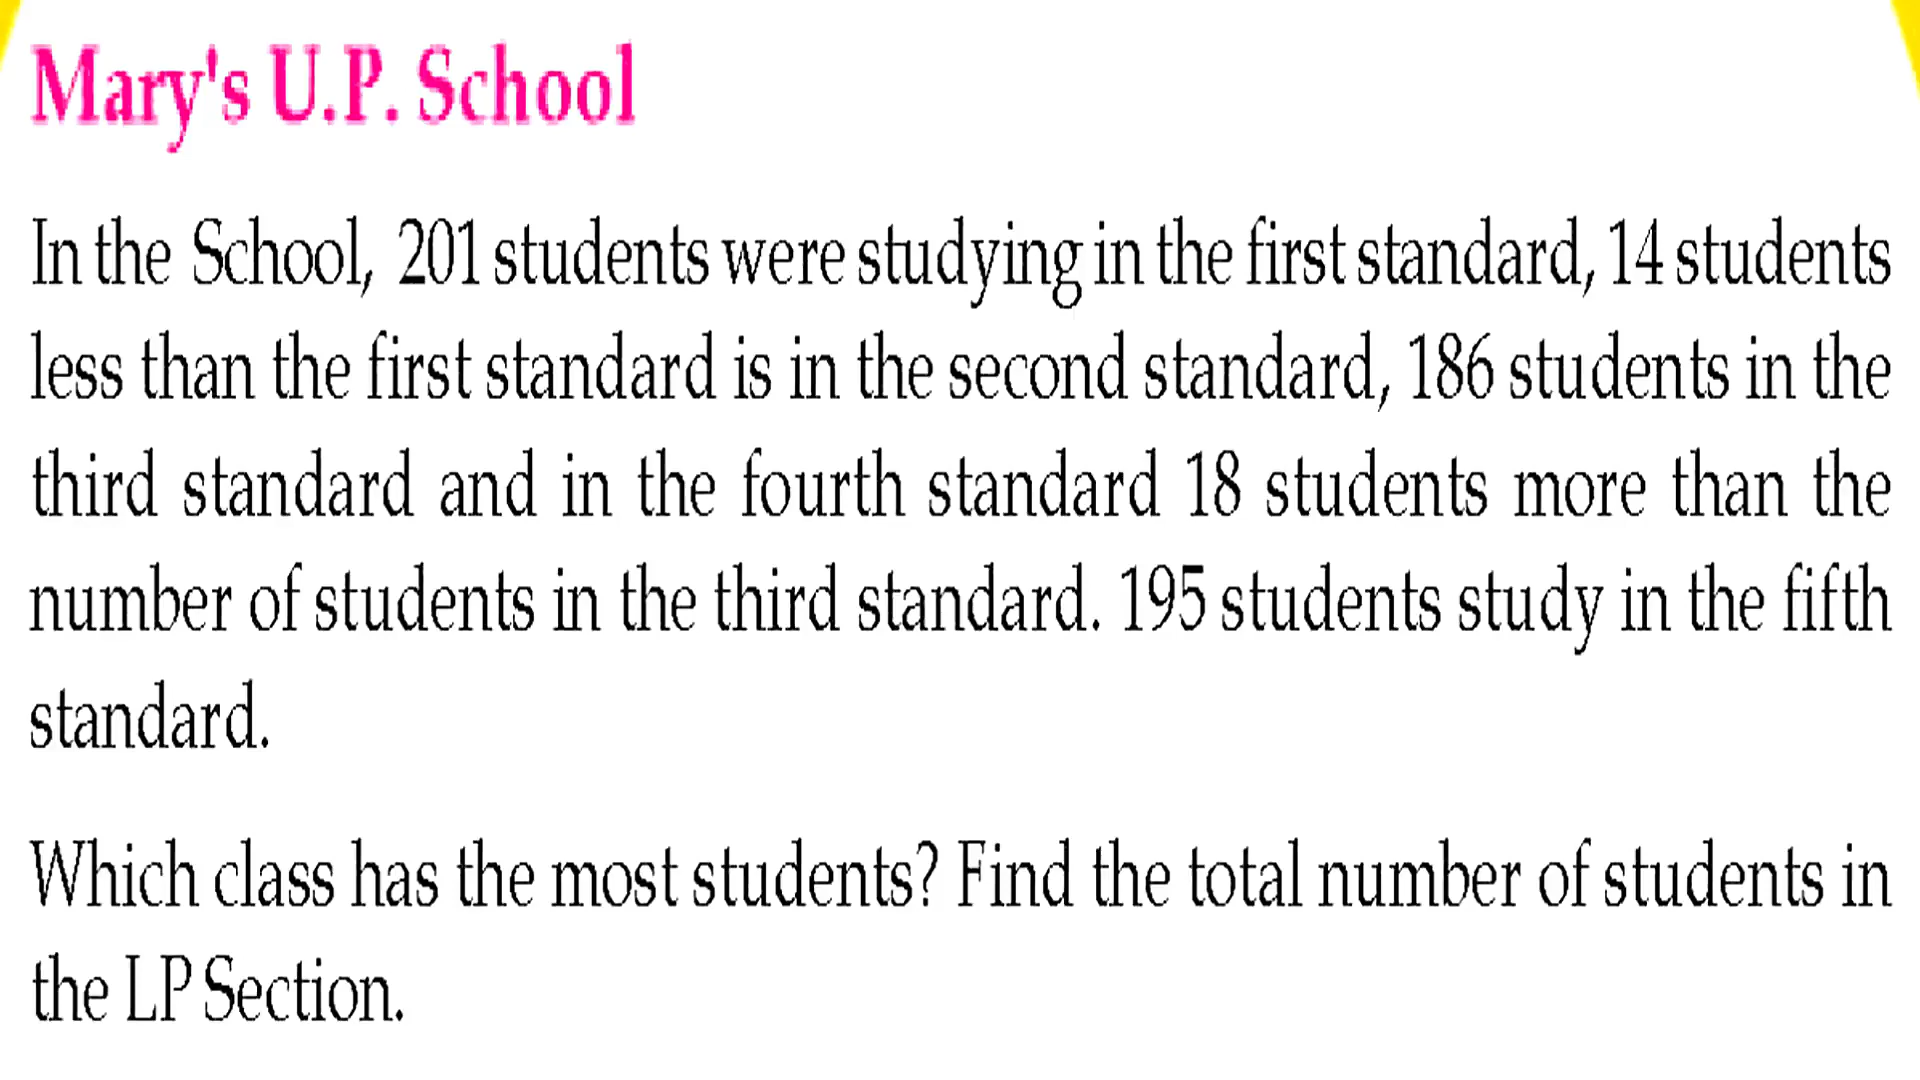 Mary's U.P. School
In the School, 201 students were studying in the first standard, 14 students
less than the first standard is in the second standard, 186 students in the
third standard and in the fourth standard 18 students more than the
number of students in the third standard. 195 students study in the fifth
standard.
Which class has the most students? Find the total number of students in
the LP Section.